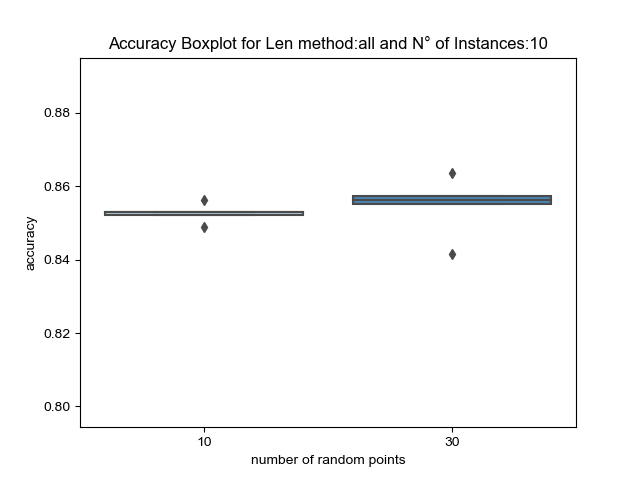 Accuracy Boxplot for Len method:all and N° of Instances:10
0.88
0.86
0.84
0.82
0.80
accuracy
10 30
number of random points